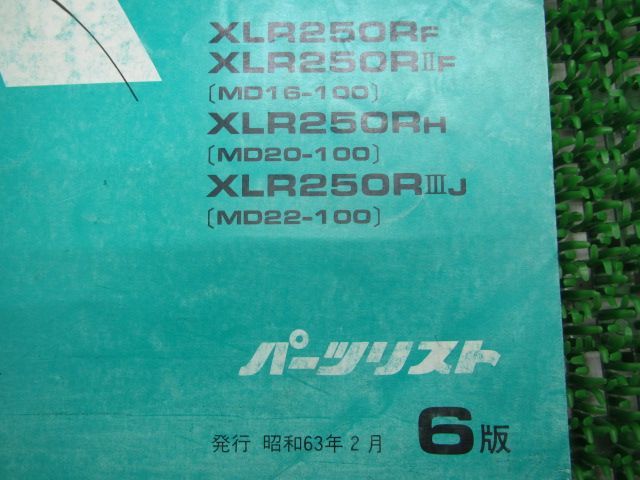 XLR250RF
XLR250RⅡF
〔MD16-100〕
XLR250RH
〔MD20-100〕
XLR250RⅢJ
〔MD22-100〕
パーツリスト
発行 昭和63年 2 月 6版